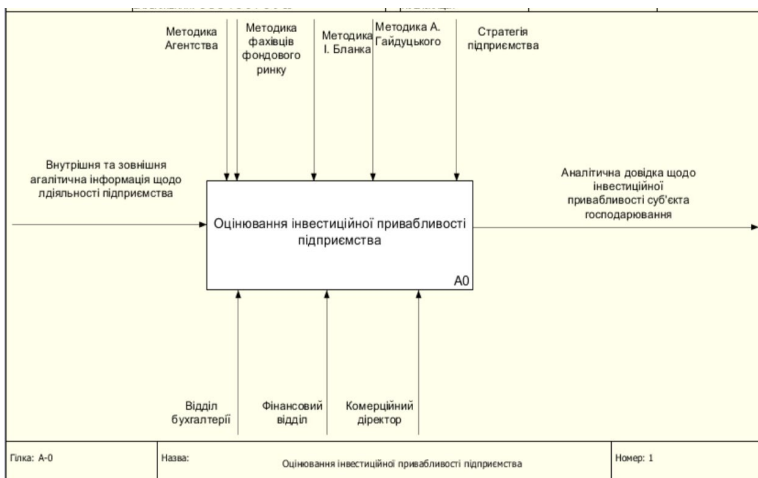 Методика
Агентства
Методика
фахівців
фондового
ринку
Методика
І. Бланка
Методика А.
Гайдуцького
Стратегія
підприємства
Внутрішня та зовнішня
агалітична інформація щодо
лдіяльності підприємства
Оцінювання інвестиційної привабливості
підприємства
A0
Аналітична довідка щодо
інвестиційної
привабливості суб'єкта
господарювання
Відділ
бухгалтерії
Фінансовий
відділ
Комерційний
діректор
Гілка: A-0
Назва:
Оцінювання інвестиційної привабливості підприємства
Номер: 1